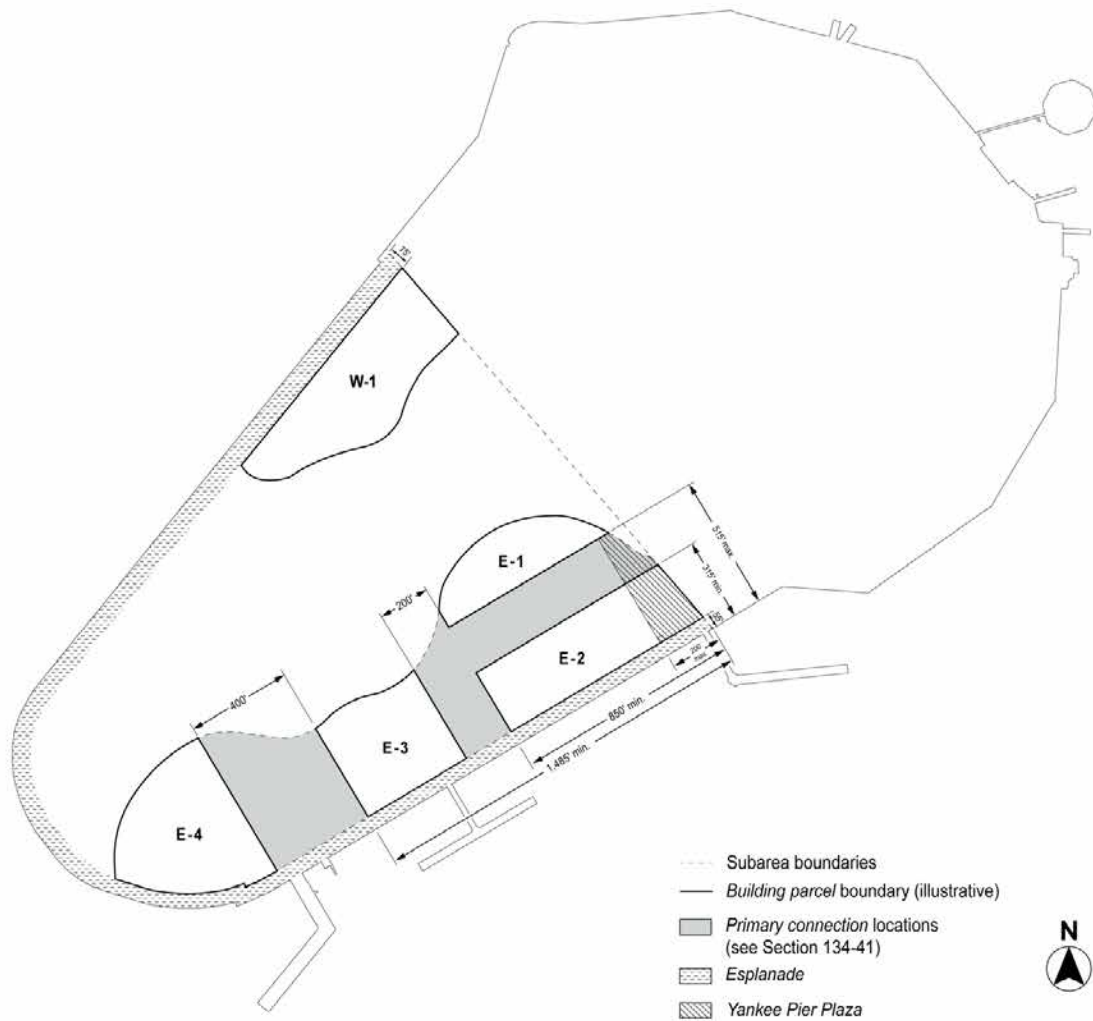 75'
W-1
515' max.
E-1
315' min.
200'
E-2
200'
max.
400'
850' min.
E-3
1,485' min.
E-4
Subarea boundaries
Building parcel boundary (illustrative)
Primary connection locations
(see Section 134-41)
Esplanade
Yankee Pier Plaza
N